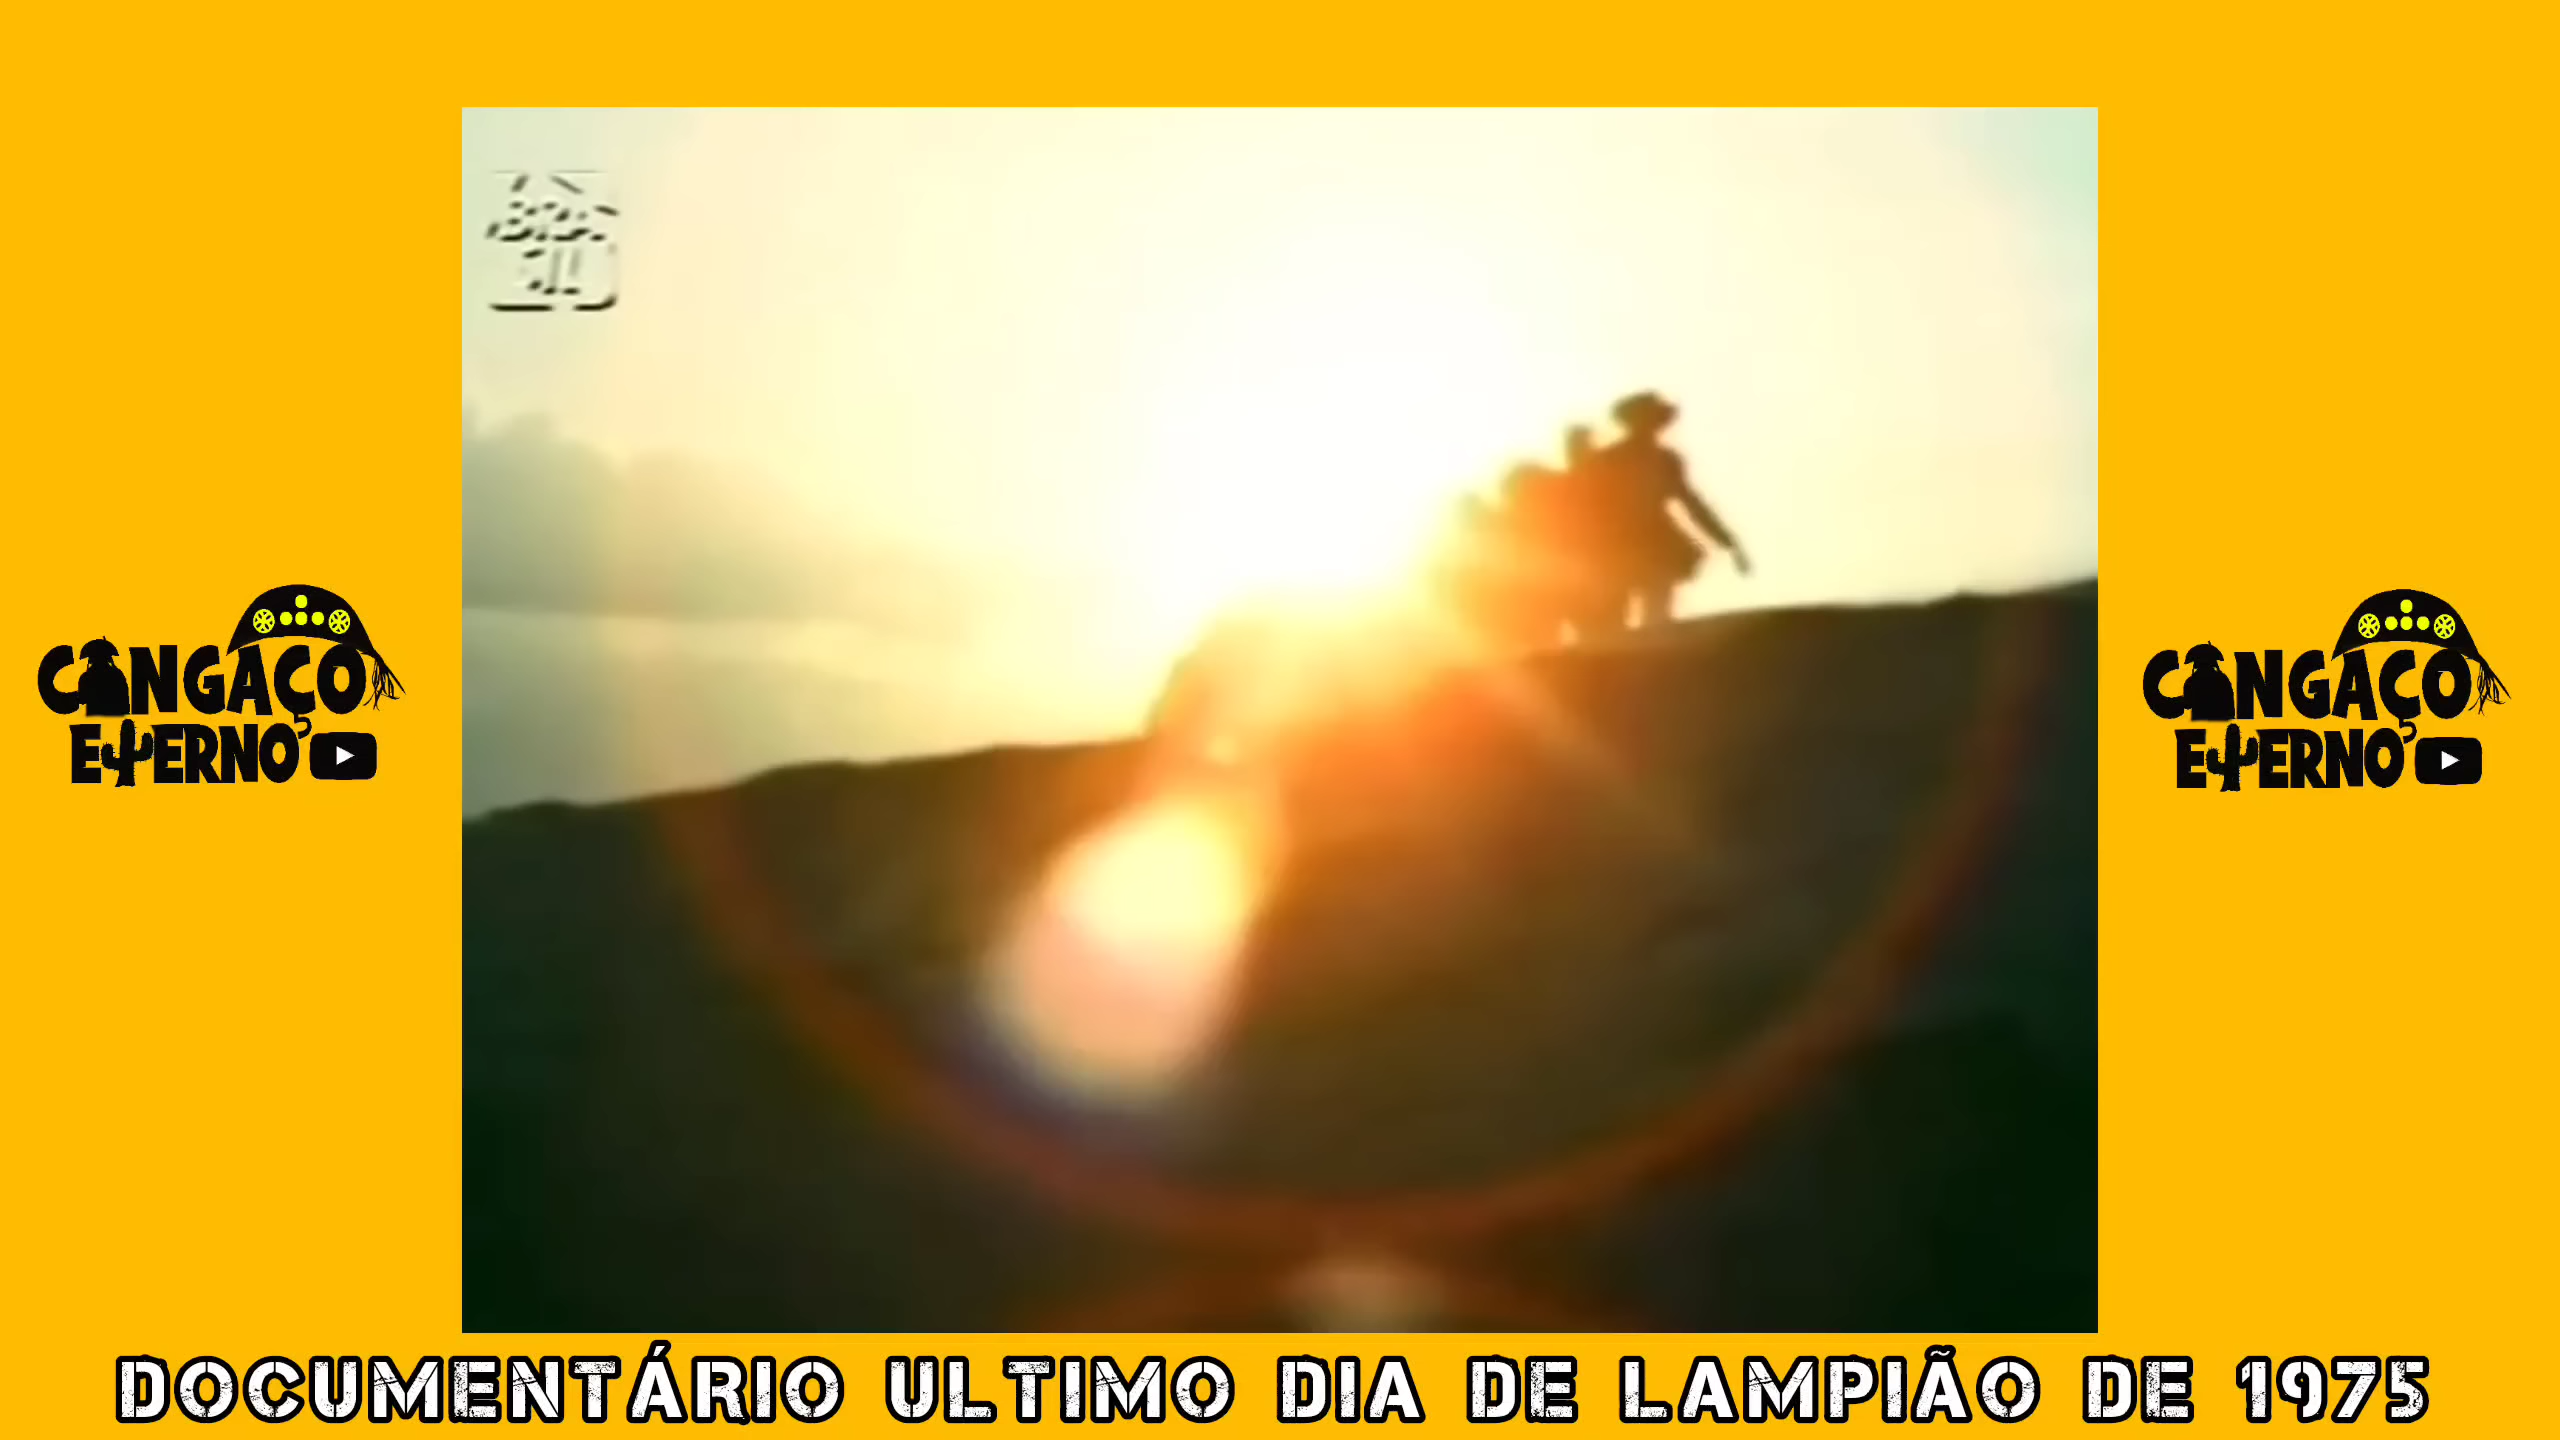 CANGAÇO
ETERNO
CANGAÇO
ETERNO
DOCUMENTÁRIO ULTIMO DIA DE LAMPIÃO DE 1975